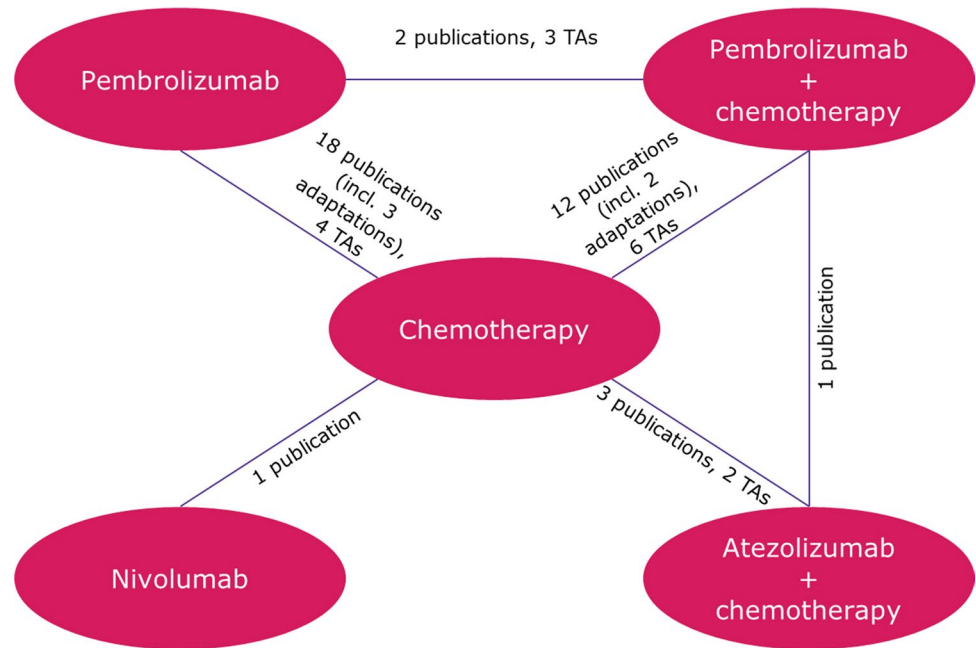 2 publications, 3 TAs
Pembrolizumab
Pembrolizumab
+
chemotherapy
18 publications
(incl. 3
adaptations),
4 TAs
12 publications
(incl. 2
adaptations),
6 TAs
Chemotherapy
1 publication
1 publication
3 publications, 2 TAs
Nivolumab
Atezolizumab
+
chemotherapy